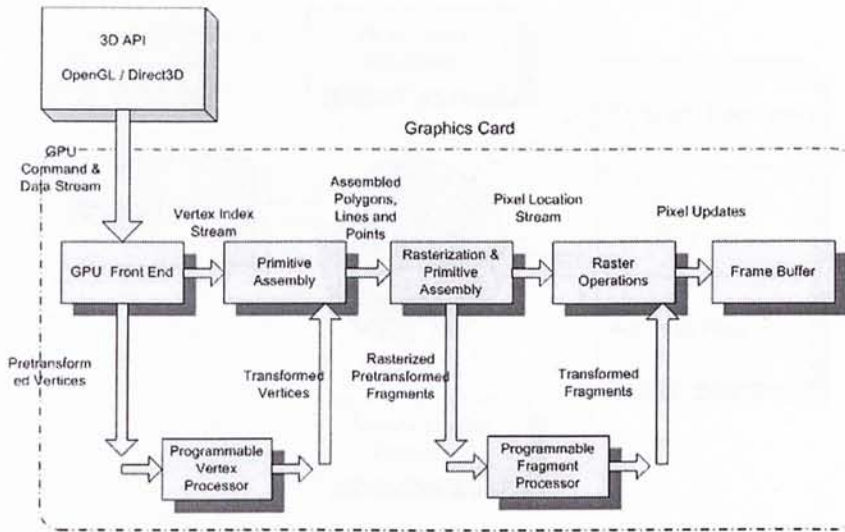 3D API
OpenGL / Direct3D
Graphics Card
GPU
Command &
Data Stream
Vertex Index
Stream
Assembled
Polygons,
Lines and
Points
Pixel Location
Stream
Pixel Updates
GPU Front End
Primitive
Assembly
Rasterization &
Primitive
Assembly
Raster
Operations
Frame Buffer
Pretransform
ed Vertices
Transformed
Vertices
Rasterized
Pretransformed
Fragments
Transformed
Fragments
Programmable
Vertex
Processor
Programmable
Fragment
Processor